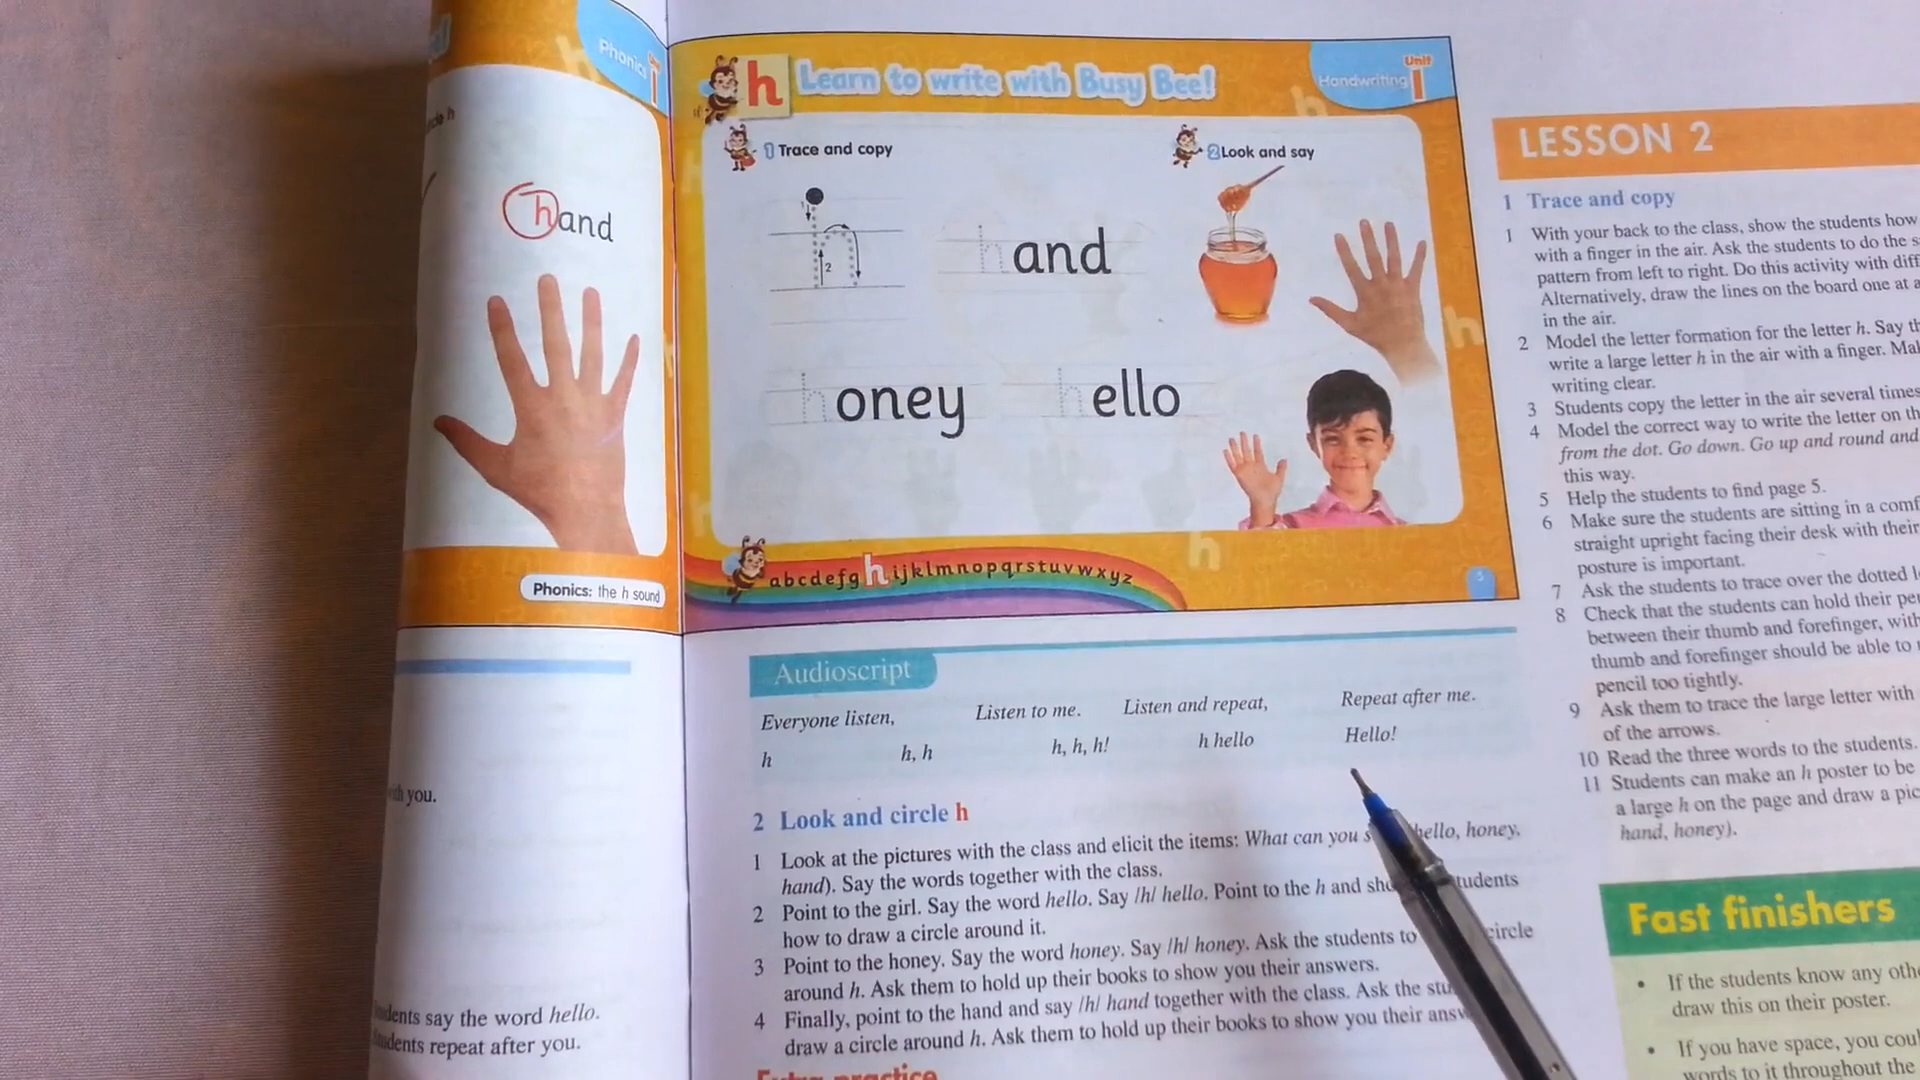 Phonics
Unit
1
circle h
hand
Phonics: the h sound
with you.
Students say the word hello.
Students repeat after you.
h Learn to write with Busy Bee!
Handwriting
Unit
1
1 Trace and copy
2 Look and say
1
2
hand
honey hello
abcdefghijklmnopqrstuvwxyz
5
Audioscript
Everyone listen, Listen to me. Listen and repeat, Repeat after me.
h h, h h, h, h! h hello Hello!
2 Look and circle h
1 Look at the pictures with the class and elicit the items: What can you hello, honey,
hand). Say the words together with the class.
2 Point to the girl. Say the word hello. Say /h/ hello. Point to the h and students
how to draw a circle around it.
3 Point to the honey. Say the word honey. Say /h/ honey. Ask the students to circle
around h. Ask them to hold up their books to show you their answers.
4 Finally, point to the hand and say /h/ hand together with the class. Ask the
draw a circle around h. Ask them to hold up their books to show you their
Extra practice
LESSON 2
1 Trace and copy
1 With your back to the class, show the students how
with a finger in the air. Ask the students to do the
pattern from left to right. Do this activity with
Alternatively, draw the lines on the board one at a
in the air.
2 Model the letter formation for the letter h. Say
write a large letter h in the air with a finger.
writing clear.
3 Students copy the letter in the air several times
4 Model the correct way to write the letter on
from the dot. Go down. Go up and round and
this way.
5 Help the students to find page 5.
6 Make sure the students are sitting in a
straight upright facing their desk with their
posture is important.
7 Ask the students to trace over the dotted
8 Check that the students can hold their
between their thumb and forefinger, with
thumb and forefinger should be able to
pencil too tightly.
9 Ask them to trace the large letter with
of the arrows.
10 Read the three words to the students.
11 Students can make an h poster to be
a large h on the page and draw a
hand, honey).
Fast finishers
• If the students know any
draw this on their poster.
• If you have space, you
words to it throughout the